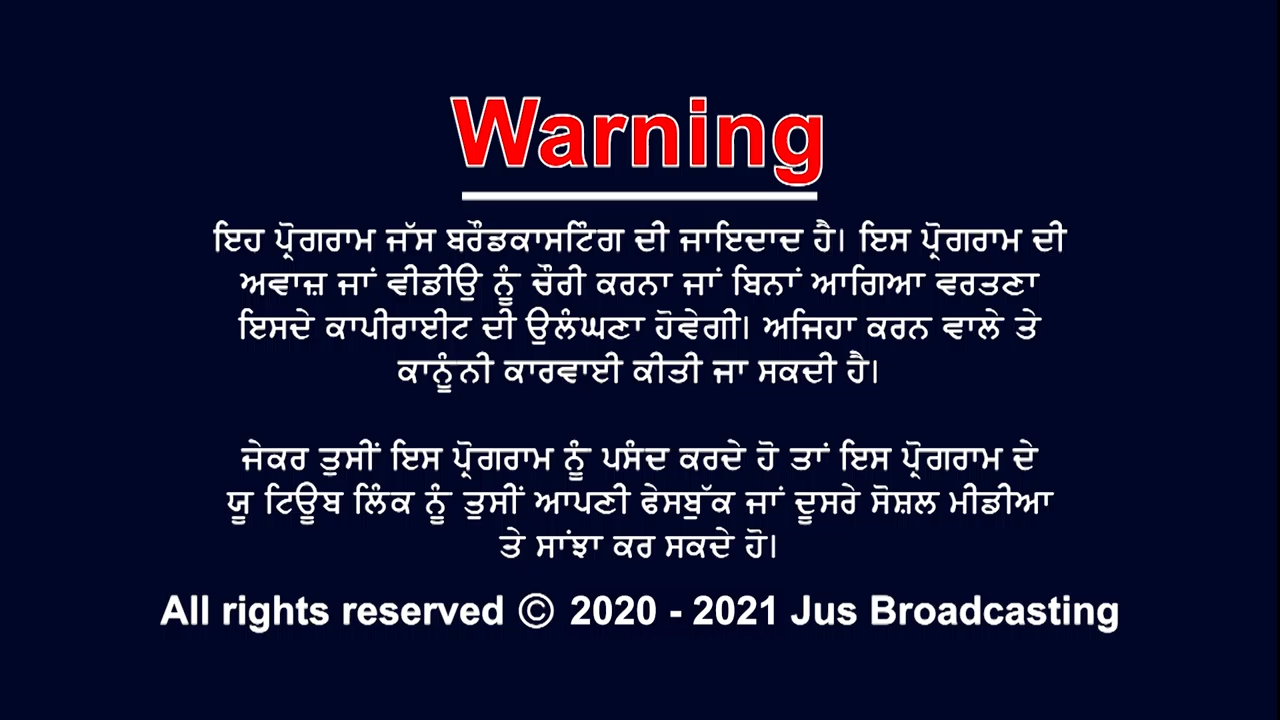 Warning
ਇਹ ਪ੍ਰੋਗਰਾਮ ਜੱਸ ਬਰੌਡਕਾਸਟਿੰਗ ਦੀ ਜਾਇਦਾਦ ਹੈ। ਇਸ ਪ੍ਰੋਗਰਾਮ ਦੀ
ਅਵਾਜ਼ ਜਾਂ ਵੀਡੀਉ ਨੂੰ ਚੌਰੀ ਕਰਨਾ ਜਾਂ ਬਿਨਾਂ ਆਗਿਆ ਵਰਤਣਾ
ਇਸਦੇ ਕਾਪੀਰਾਈਟ ਦੀ ਉਲੰਘਣਾ ਹੋਵੇਗੀ। ਅਜਿਹਾ ਕਰਨ ਵਾਲੇ ਤੇ
ਕਾਨੂੰਨੀ ਕਾਰਵਾਈ ਕੀਤੀ ਜਾ ਸਕਦੀ ਹੈ।
ਜੇਕਰ ਤੁਸੀਂ ਇਸ ਪ੍ਰੋਗਰਾਮ ਨੂੰ ਪਸੰਦ ਕਰਦੇ ਹੋ ਤਾਂ ਇਸ ਪ੍ਰੋਗਰਾਮ ਦੇ
ਯੂ ਟਿਊਬ ਲਿੰਕ ਨੂੰ ਤੁਸੀਂ ਆਪਣੀ ਫੇਸਬੁੱਕ ਜਾਂ ਦੂਸਰੇ ਸੋਸ਼ਲ ਮੀਡੀਆ
ਤੇ ਸਾਂਝਾ ਕਰ ਸਕਦੇ ਹੋ।
All rights reserved © 2020 - 2021 Jus Broadcasting